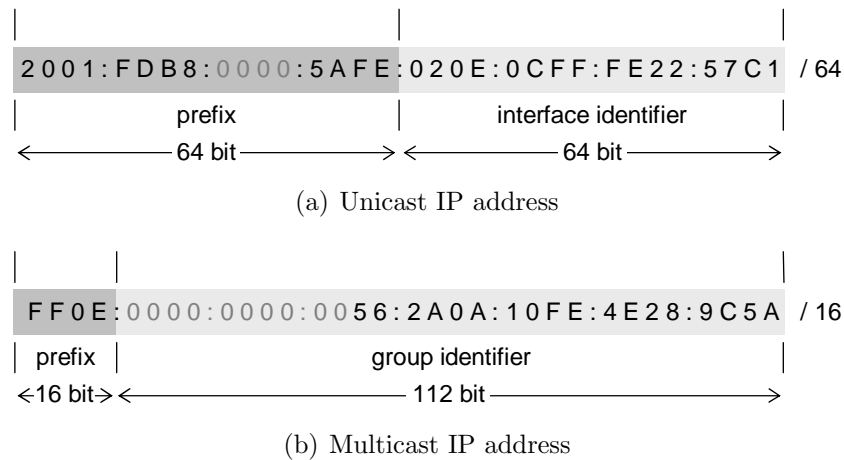 2001:FDB8:0000:5AFE:020E:0CFF:FE22:57C1 / 64
prefix interface identifier
64 bit 64 bit
(a) Unicast IP address
FF0E:0000:0000:0056:2A0A:10FE:4E28:9C5A / 16
prefix group identifier
16 bit 112 bit
(b) Multicast IP address